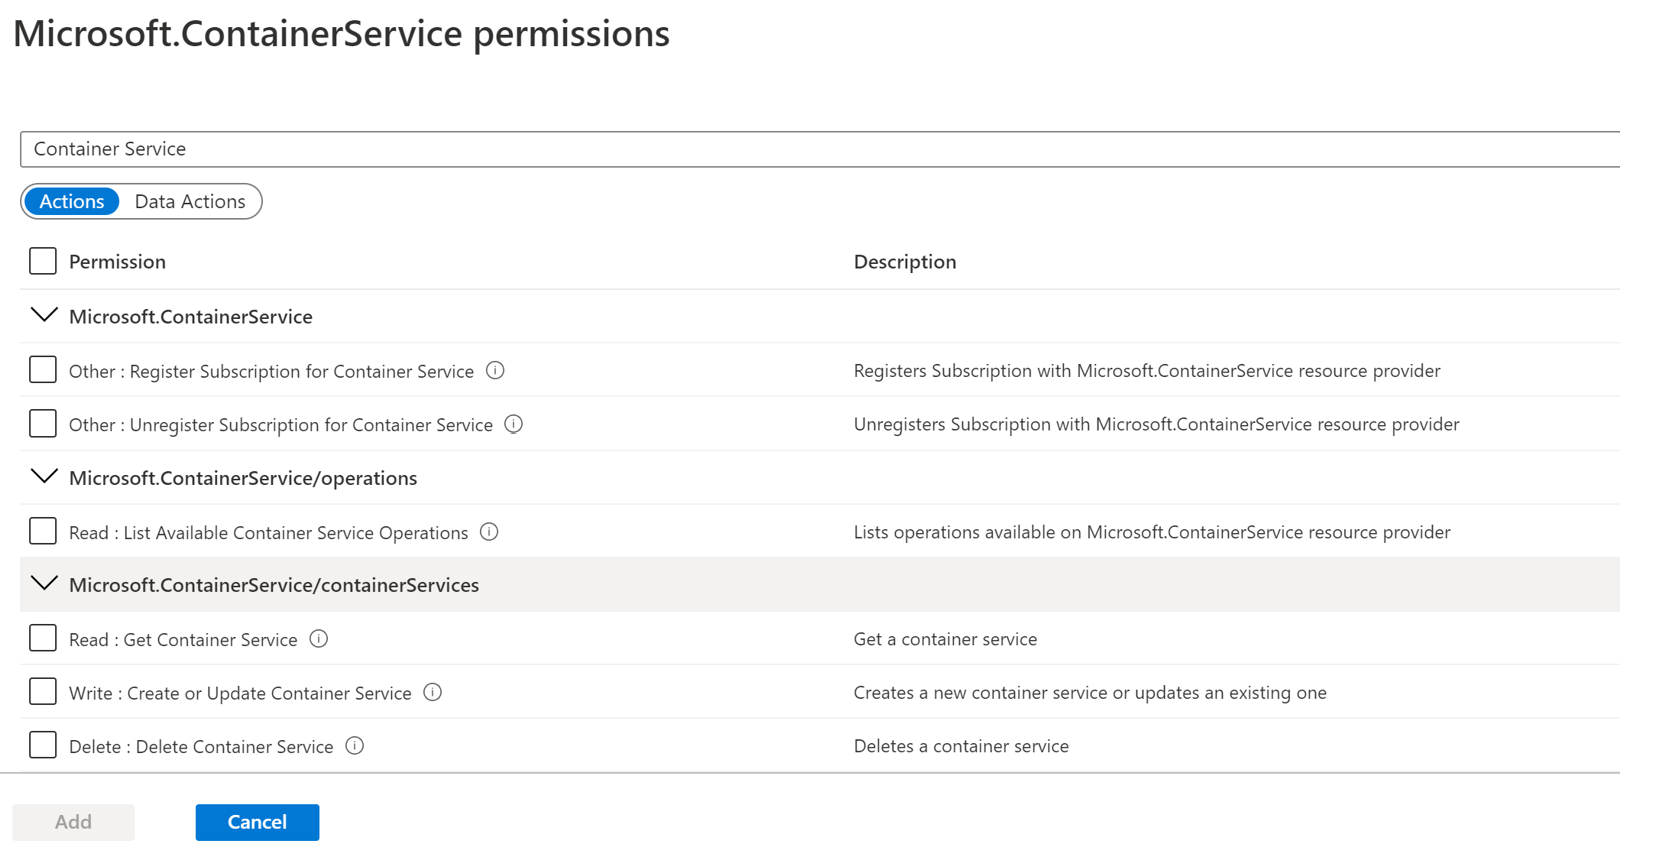 Microsoft.ContainerService permissions
Container Service
Actions Data Actions
Permission Description
Microsoft.ContainerService
Other : Register Subscription for Container Service Registers Subscription with Microsoft.ContainerService resource provider
Other : Unregister Subscription for Container Service Unregisters Subscription with Microsoft.ContainerService resource provider
Microsoft.ContainerService/operations
Read : List Available Container Service Operations Lists operations available on Microsoft.ContainerService resource provider
Microsoft.ContainerService/containerServices
Read : Get Container Service Get a container service
Write : Create or Update Container Service Creates a new container service or updates an existing one
Delete : Delete Container Service Deletes a container service
Add Cancel